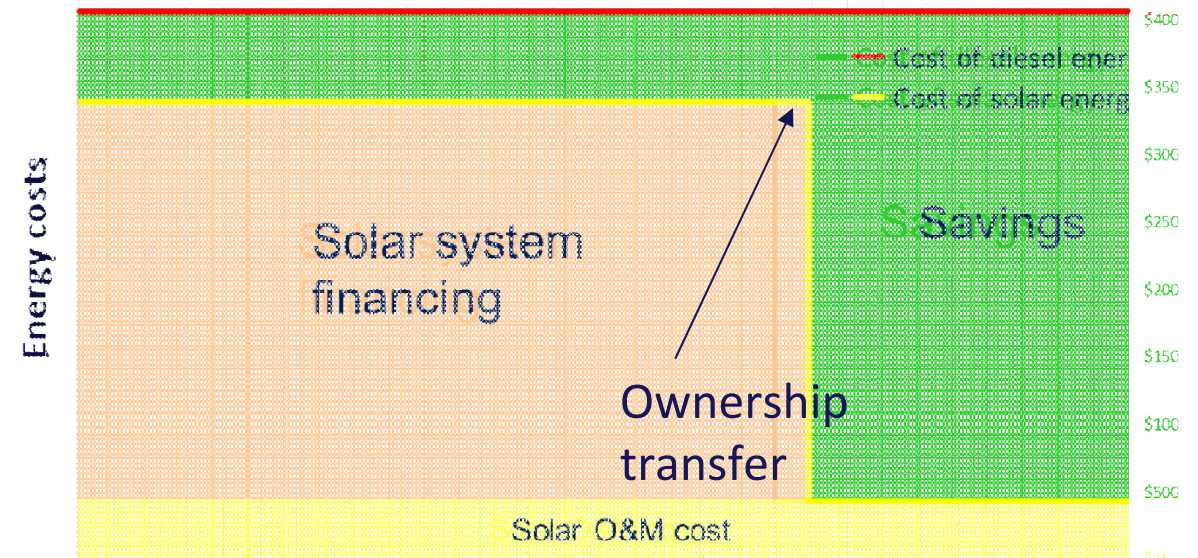 $400
Cost of diesel ener
$350
Cost of solar energ
$300
Energy costs
$250
Savings
Solar system
financing
$200
$150
Ownership
transfer
$100
$500
Solar O&M cost